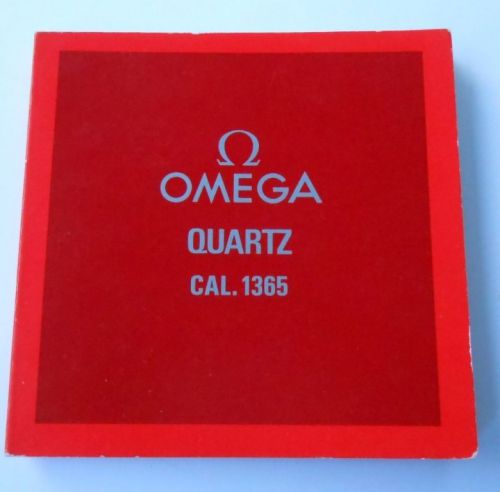 Ω
OMEGA
QUARTZ
CAL. 1365